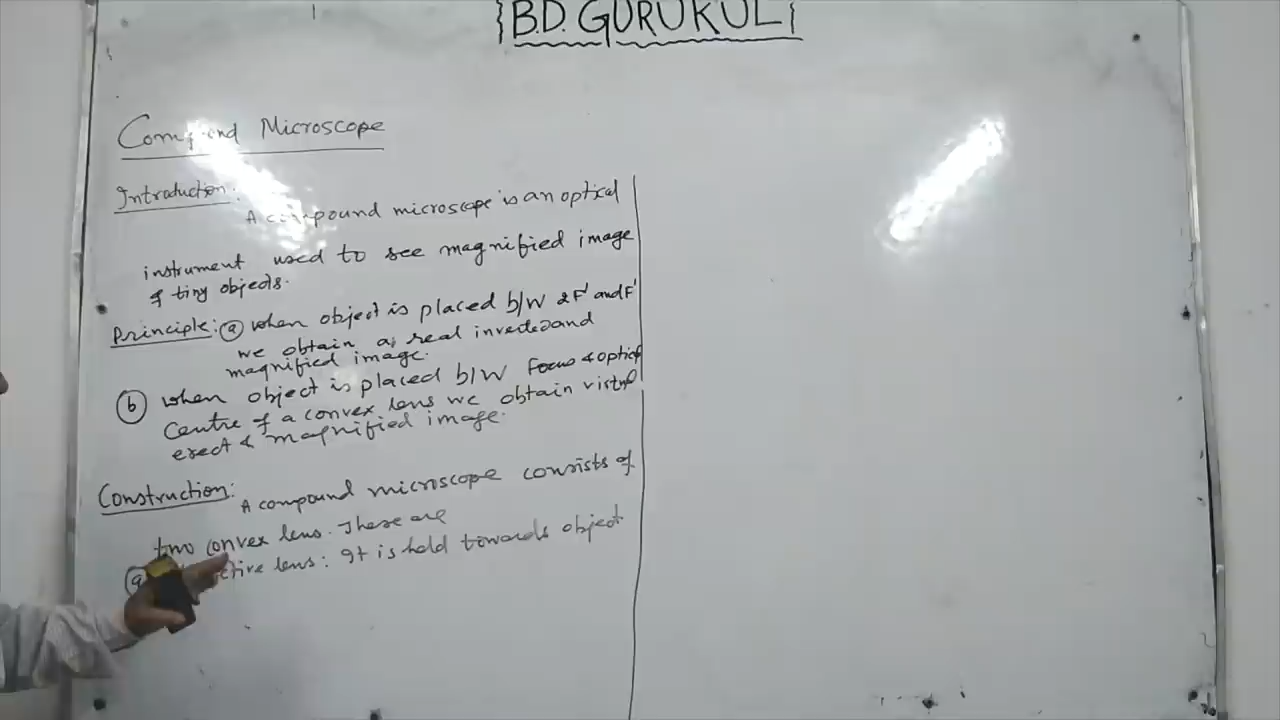 {B.D. GURUKUL}
Compound Microscope
Introduction:
A compound microscope is an optical
instrument used to see magnified image
of tiny objects.
Principle: (a) when object is placed b/w 2F' and F'
we obtain a, real inverted and
magnified image.
(b) when object is placed b/w Focus & optical
Centre of a convex lens we obtain
erect & magnified image.
Construction:
A compound microscope consists of
two convex lens. These are
(a) lens: It is held towards object